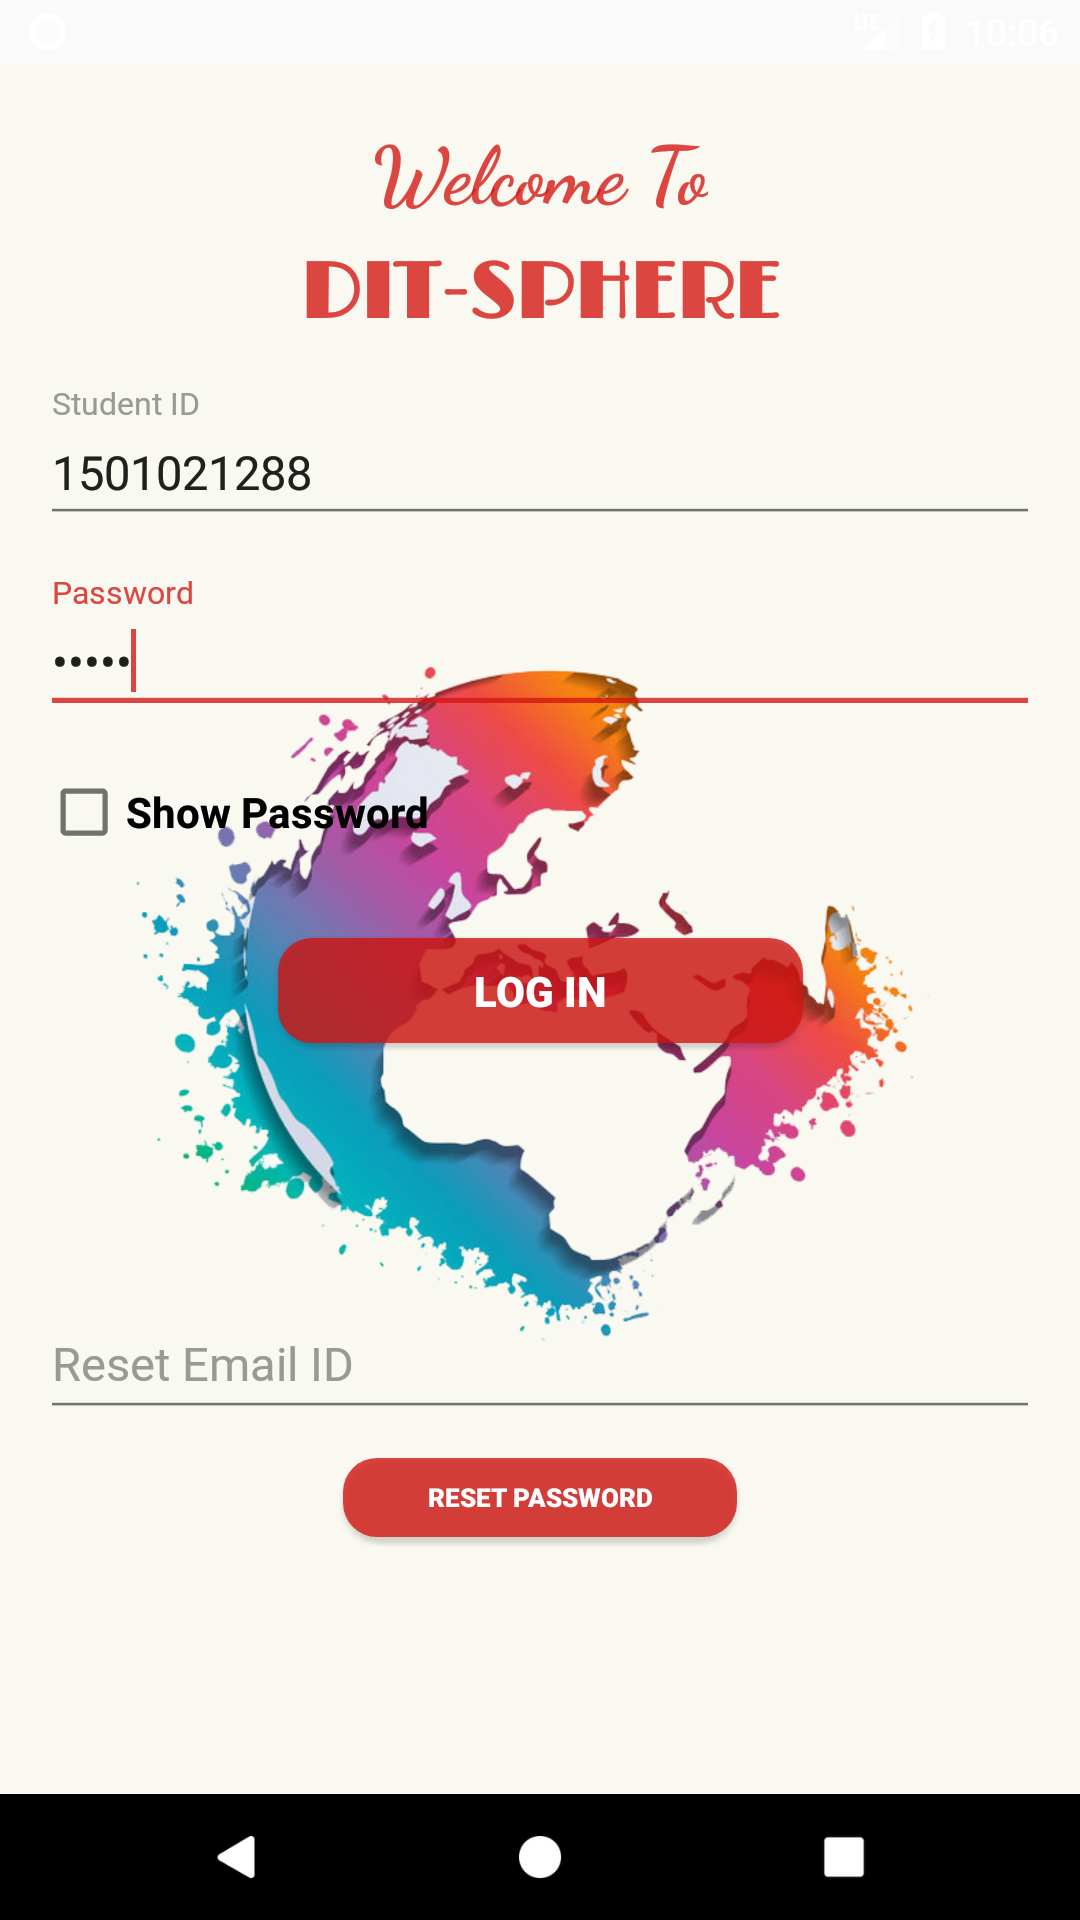 LTE 10:06
Welcome To
DIT-SPHERE
Student ID
1501021288
Password
•••••
Show Password
LOG IN
Reset Email ID
RESET PASSWORD